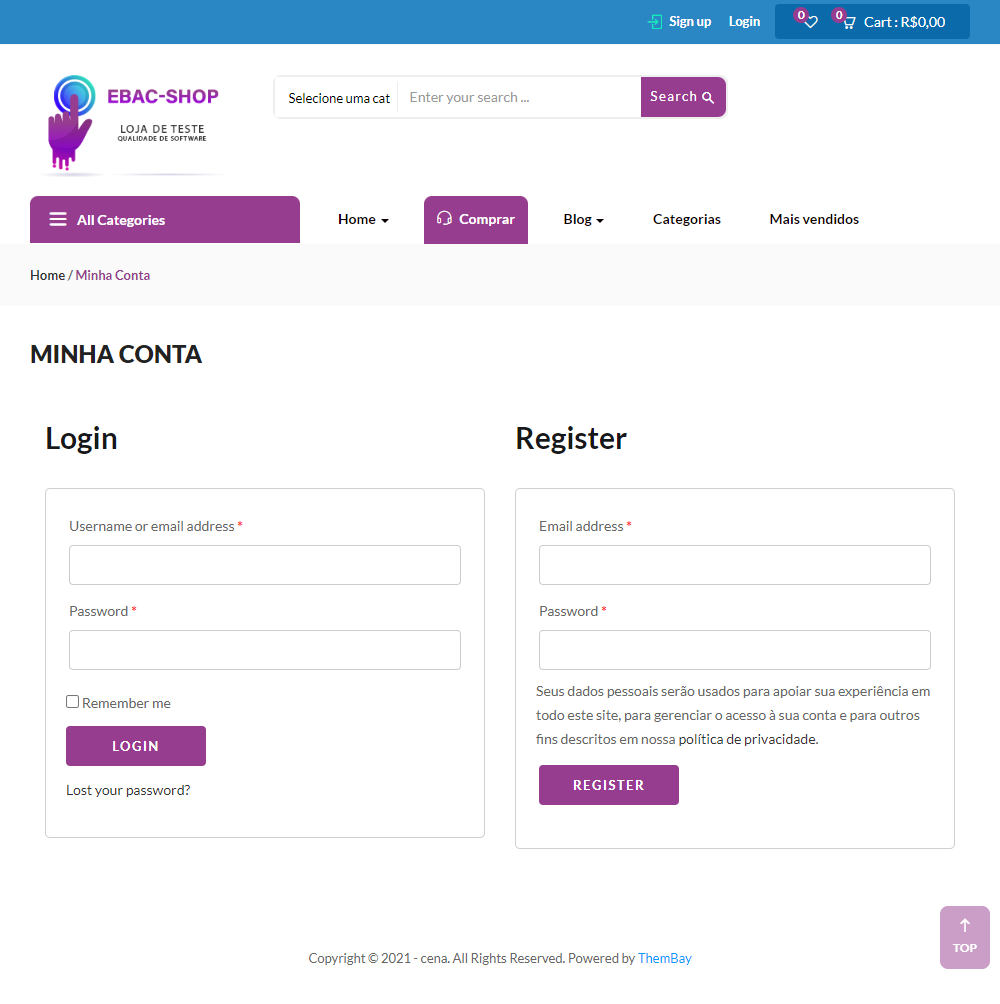 Sign up Login 0 0 Cart : R$0,00
EBAC-SHOP
LOJA DE TESTE
QUALIDADE DE SOFTWARE
Selecione uma cat Enter your search ... Search
All Categories Home Comprar Blog Categorias Mais vendidos
Home / Minha Conta
MINHA CONTA
Login
Username or email address *
Password *
Remember me
LOGIN
Lost your password?
Register
Email address *
Password *
Seus dados pessoais serão usados para apoiar sua experiência em
todo este site, para gerenciar o acesso à sua conta e para outros
fins descritos em nossa política de privacidade.
REGISTER
TOP
Copyright © 2021 - cena. All Rights Reserved. Powered by ThemBay